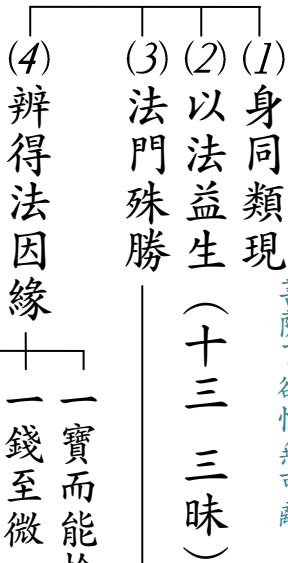 (1)身同類現
(2)以法益生(十三 三昧)
(3)法門殊勝
(4)辨得法因緣
一寶而能
一錢至微